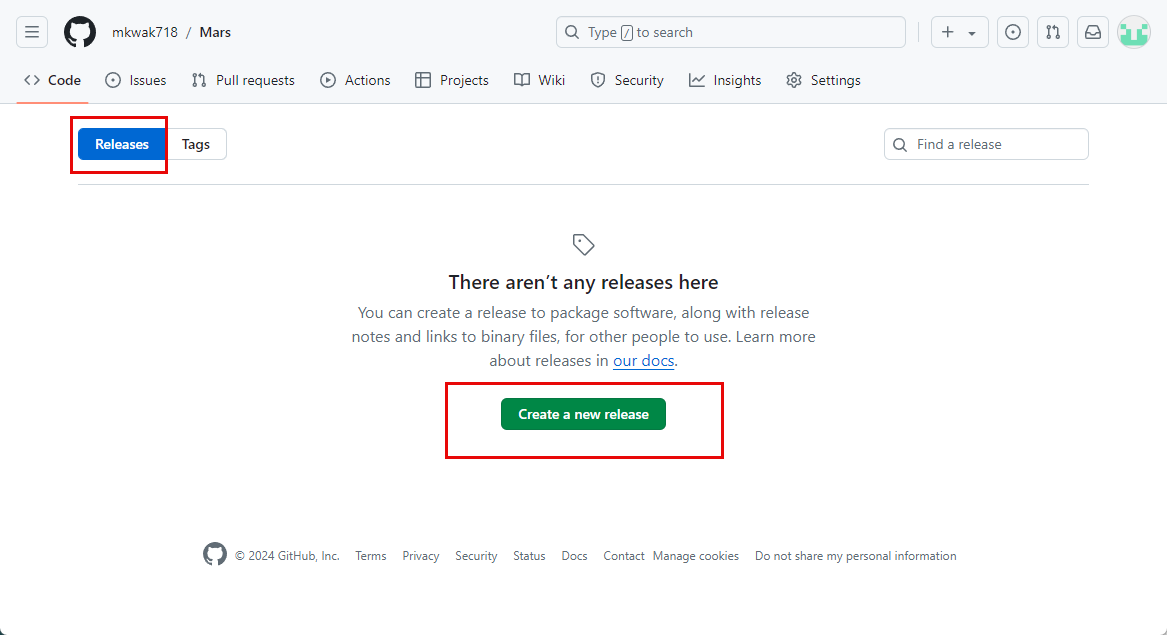 mkwak718 / Mars Type / to search
Code Issues Pull requests Actions Projects Wiki Security Insights Settings
Releases Tags Find a release
There aren’t any releases here
You can create a release to package software, along with release
notes and links to binary files, for other people to use. Learn more
about releases in our docs.
Create a new release
© 2024 GitHub, Inc. Terms Privacy Security Status Docs Contact Manage cookies Do not share my personal information